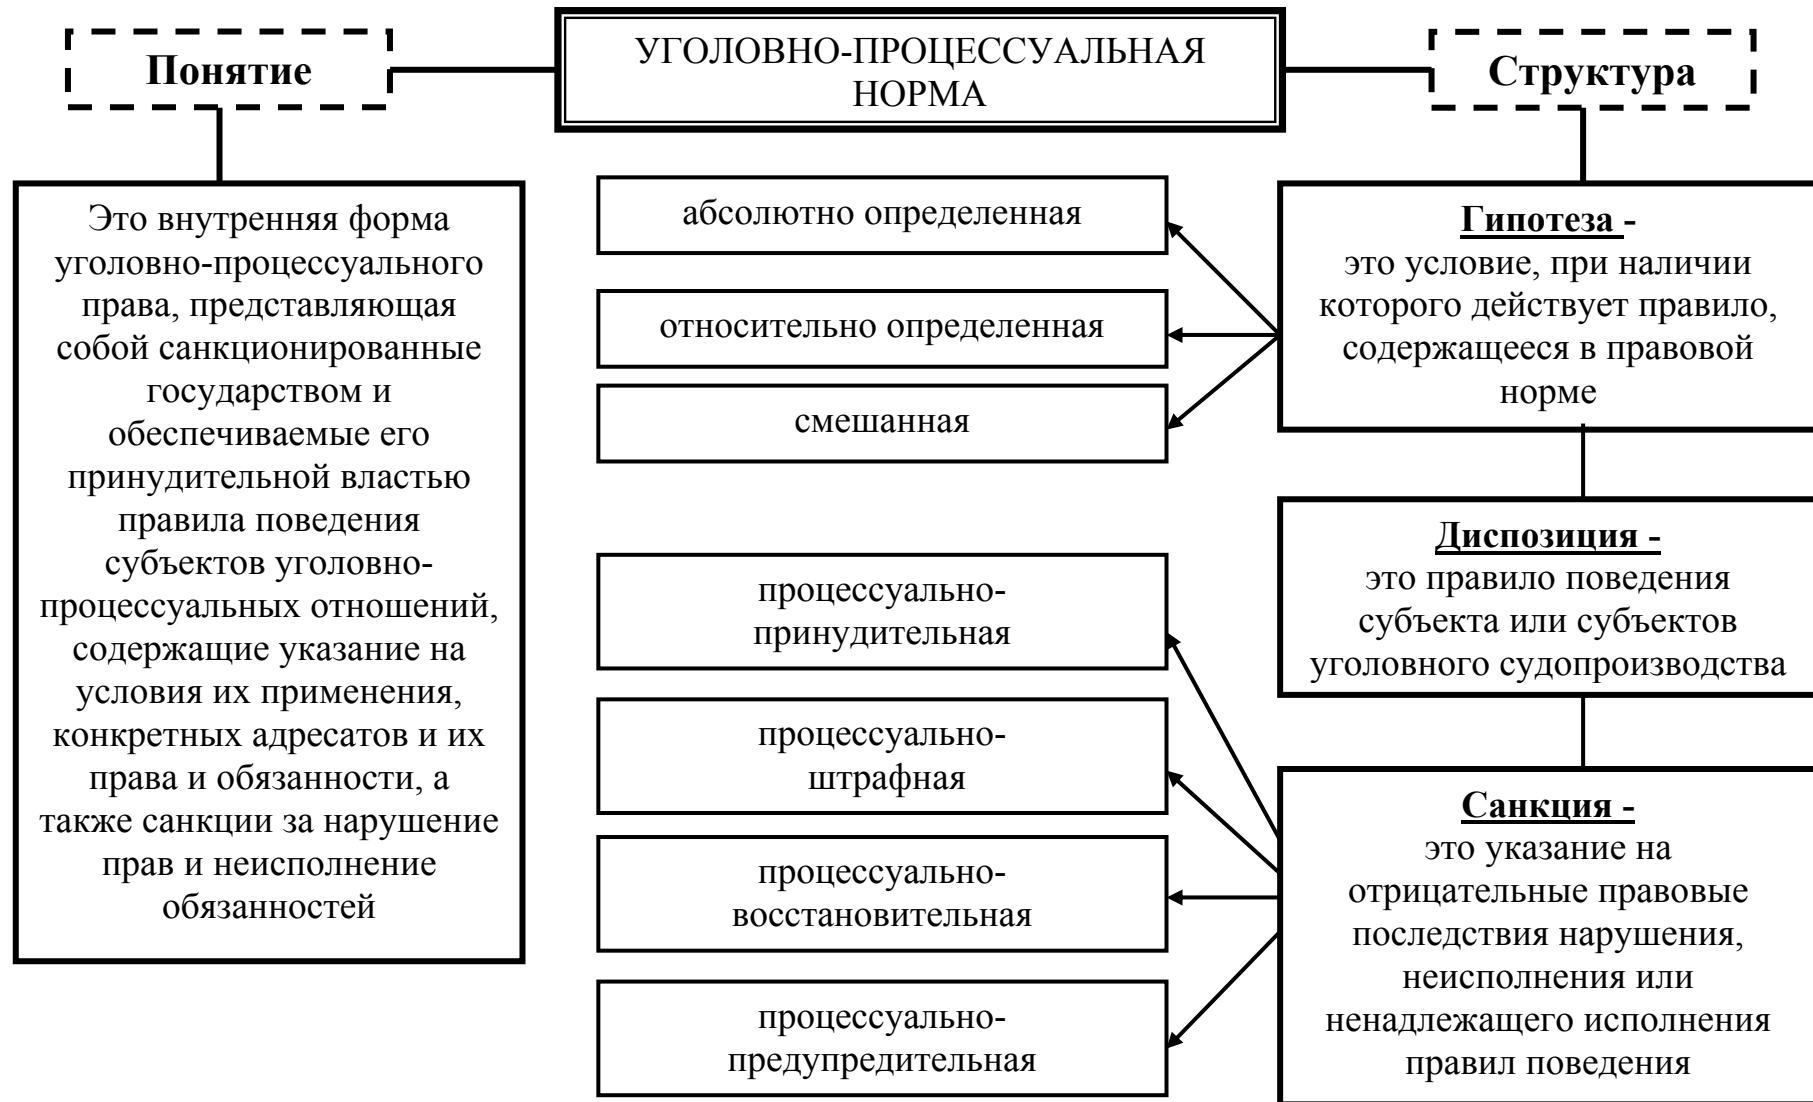 Понятие
УГОЛОВНО-ПРОЦЕССУАЛЬНАЯ
НОРМА
Структура
Это внутренняя форма
уголовно-процессуального
права, представляющая
собой санкционированные
государством и
обеспечиваемые его
принудительной властью
правила поведения
субъектов уголовно-
процессуальных отношений,
содержащие указание на
условия их применения,
конкретных адресатов и их
права и обязанности, а
также санкции за нарушение
прав и неисполнение
обязанностей
абсолютно определенная
относительно определенная
смешанная
Гипотеза -
это условие, при наличии
которого действует правило,
содержащееся в правовой
норме
Диспозиция -
это правило поведения
субъекта или субъектов
уголовного судопроизводства
процессуально-
принудительная
процессуально-
штрафная
процессуально-
восстановительная
процессуально-
предупредительная
Санкция -
это указание на
отрицательные правовые
последствия нарушения,
неисполнения или
ненадлежащего исполнения
правил поведения